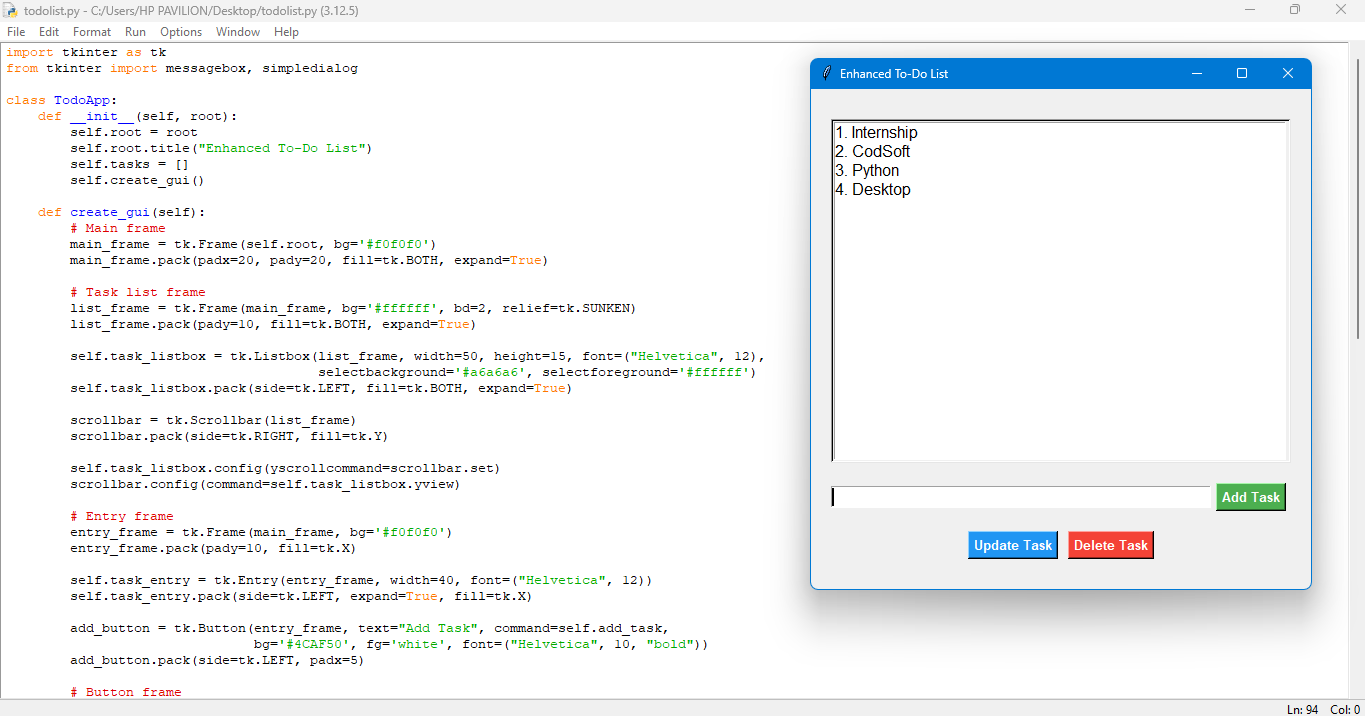 todolist.py - C:/Users/HP PAVILION/Desktop/todolist.py (3.12.5)
File Edit Format Run Options Window Help
import tkinter as tk
from tkinter import messagebox, simpledialog
class TodoApp:
    def __init__(self, root):
        self.root = root
        self.root.title("Enhanced To-Do List")
        self.tasks = []
        self.create_gui()
    def create_gui(self):
        # Main frame
        main_frame = tk.Frame(self.root, bg='#f0f0f0')
        main_frame.pack(padx=20, pady=20, fill=tk.BOTH, expand=True)
        # Task list frame
        list_frame = tk.Frame(main_frame, bg='#ffffff', bd=2, relief=tk.SUNKEN)
        list_frame.pack(pady=10, fill=tk.BOTH, expand=True)
        self.task_listbox = tk.Listbox(list_frame, width=50, height=15, font=("Helvetica", 12),
                                       selectbackground='#a6a6a6', selectforeground='#ffffff')
        self.task_listbox.pack(side=tk.LEFT, fill=tk.BOTH, expand=True)
        scrollbar = tk.Scrollbar(list_frame)
        scrollbar.pack(side=tk.RIGHT, fill=tk.Y)
        self.task_listbox.config(yscrollcommand=scrollbar.set)
        scrollbar.config(command=self.task_listbox.yview)
        # Entry frame
        entry_frame = tk.Frame(main_frame, bg='#f0f0f0')
        entry_frame.pack(pady=10, fill=tk.X)
        self.task_entry = tk.Entry(entry_frame, width=40, font=("Helvetica", 12))
        self.task_entry.pack(side=tk.LEFT, expand=True, fill=tk.X)
        add_button = tk.Button(entry_frame, text="Add Task", command=self.add_task,
                               bg='#4CAF50', fg='white', font=("Helvetica", 10, "bold"))
        add_button.pack(side=tk.LEFT, padx=5)
        # Button frame
Enhanced To-Do List
1. Internship
2. CodSoft
3. Python
4. Desktop
Add Task
Update Task Delete Task
Ln: 94 Col: 0